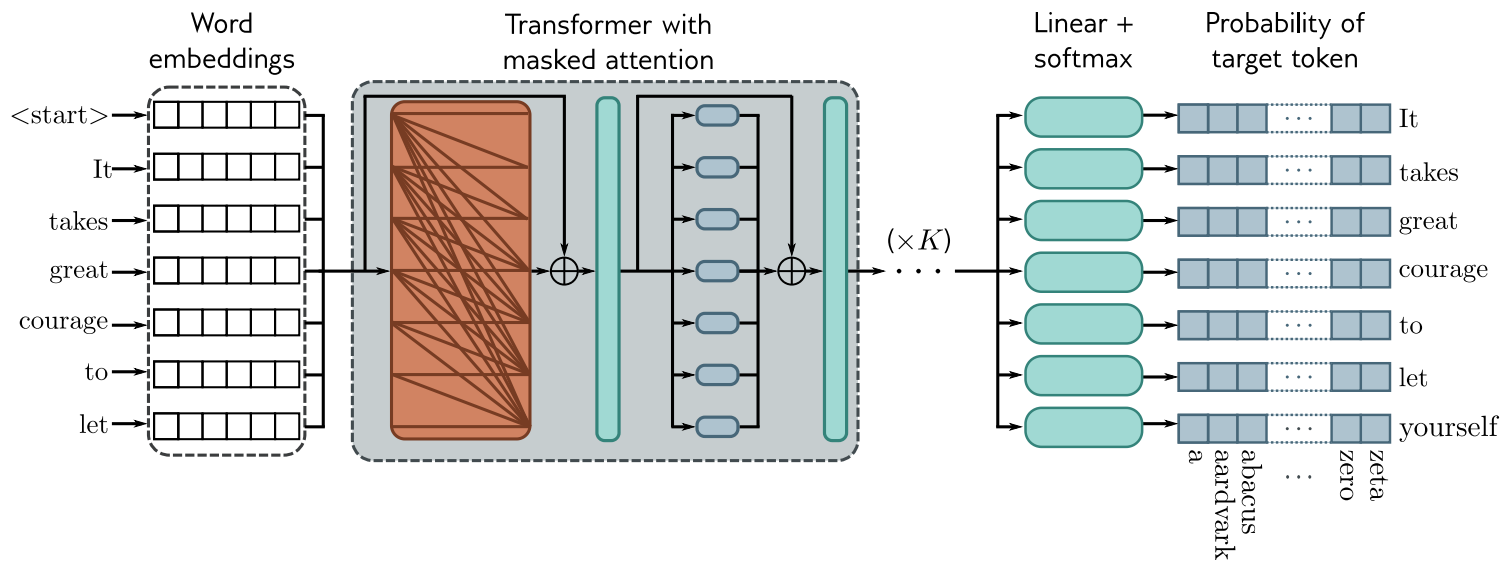 Word
embeddings
Transformer with
masked attention
Linear +
softmax
Probability of
target token
<start>
It
takes
great
courage
to
let
(×K)
· · ·
It
takes
great
courage
to
let
yourself
a
aardvark
abacus
· · ·
zero
zeta